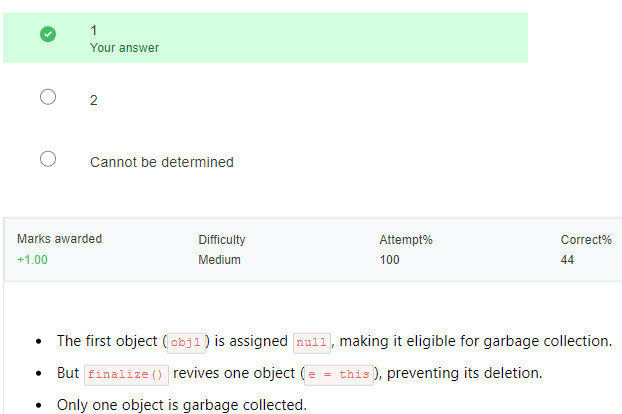 1
Your answer
2
Cannot be determined
Marks awarded Difficulty Attempt% Correct%
+1.00 Medium 100 44
• The first object (obj1) is assigned null, making it eligible for garbage collection.
• But finalize() revives one object (e = this), preventing its deletion.
• Only one object is garbage collected.